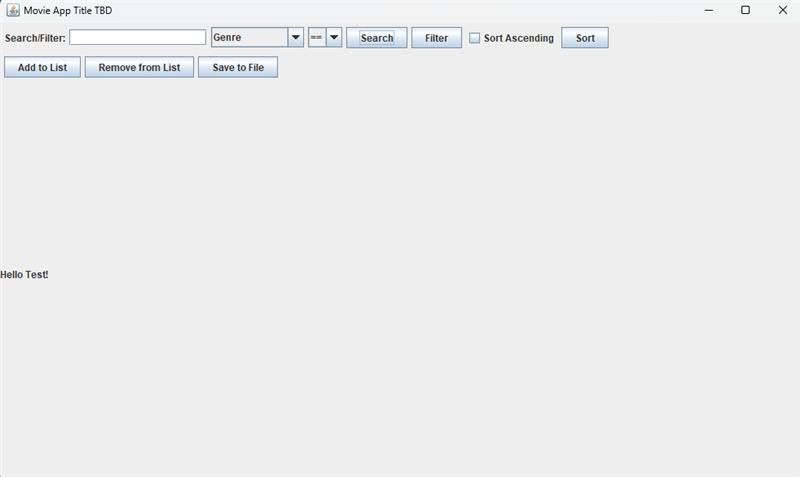 Movie App Title TBD
Search/Filter: Genre == Search Filter Sort Ascending Sort
Add to List Remove from List Save to File
Hello Test!